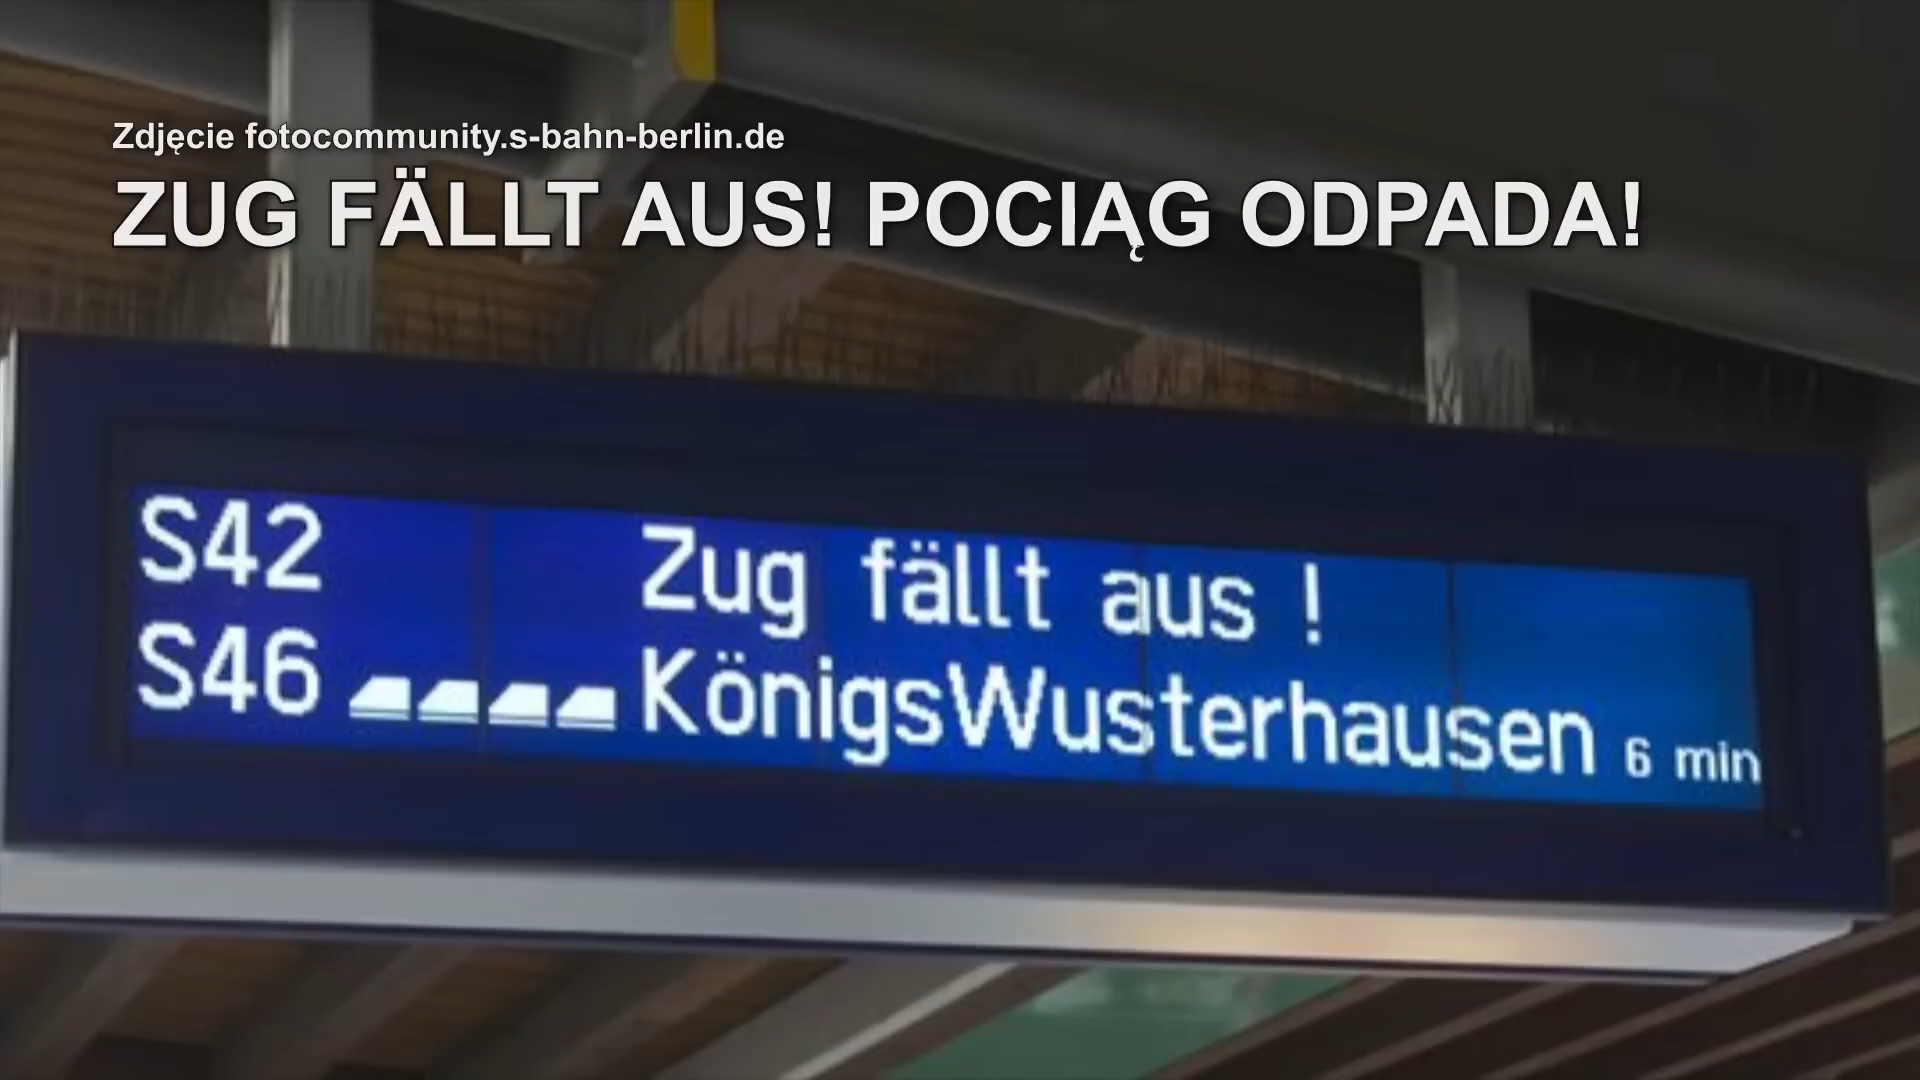 Zdjęcie fotocommunity.s-bahn-berlin.de
ZUG FÄLLT AUS! POCIĄG ODPADA!
S42 Zug fällt aus !
S46 KönigsWusterhausen 6 min